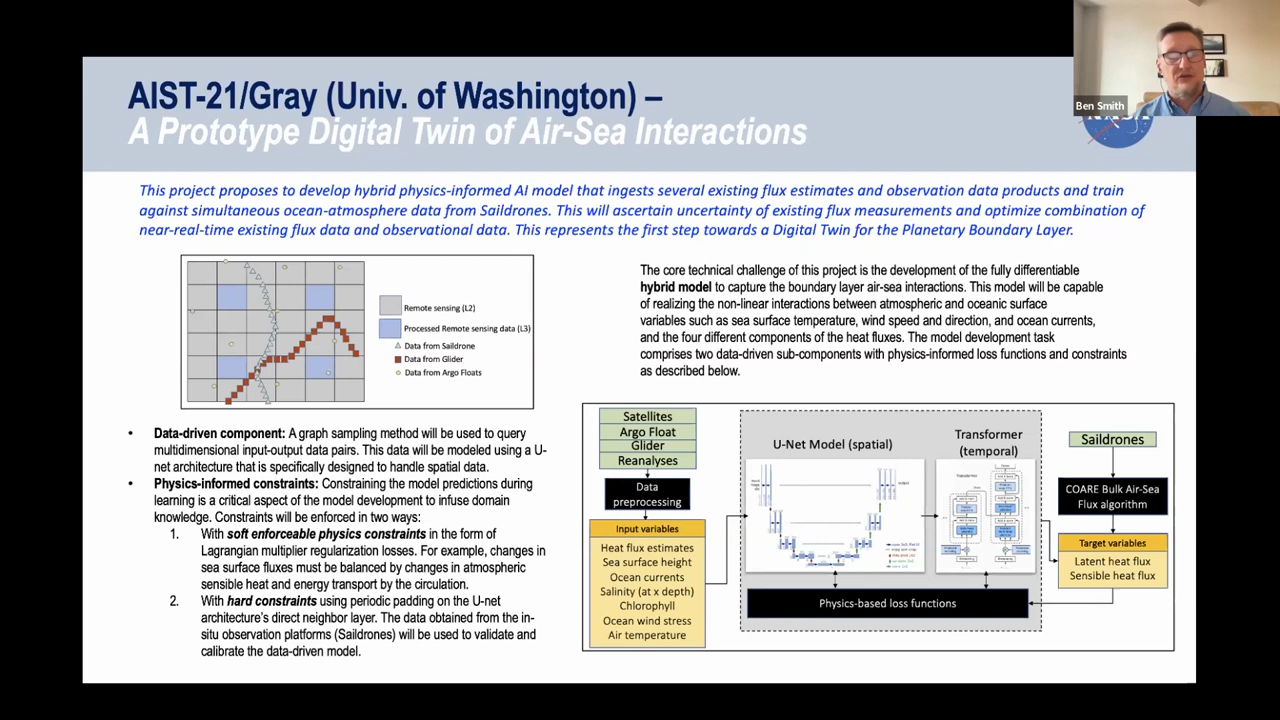 AIST-21/Gray (Univ. of Washington) –
A Prototype Digital Twin of Air-Sea Interactions
Ben Smith
This project proposes to develop hybrid physics-informed AI model that ingests several existing flux estimates and observation data products and train
against simultaneous ocean-atmosphere data from Saildrones. This will ascertain uncertainty of existing flux measurements and optimize combination of
near-real-time existing flux data and observational data. This represents the first step towards a Digital Twin for the Planetary Boundary Layer.
Remote sensing (L2)
Processed Remote sensing data (L3)
Data from Saildrone
Data from Glider
Data from Argo Floats
The core technical challenge of this project is the development of the fully differentiable
hybrid model to capture the boundary layer air-sea interactions. This model will be capable
of realizing the non-linear interactions between atmospheric and oceanic surface
variables such as sea surface temperature, wind speed and direction, and ocean currents,
and the four different components of the heat fluxes. The model development task
comprises two data-driven sub-components with physics-informed loss functions and constraints
as described below.
• Data-driven component: A graph sampling method will be used to query
multidimensional input-output data pairs. This data will be modeled using a U-
net architecture that is specifically designed to handle spatial data.
• Physics-informed constraints: Constraining the model predictions during
learning is a critical aspect of the model development to infuse domain
knowledge. Constraints will be enforced in two ways:
1. With soft enforceable physics constraints in the form of
Lagrangian multiplier regularization losses. For example, changes in
sea surface fluxes must be balanced by changes in atmospheric
sensible heat and energy transport by the circulation.
2. With hard constraints using periodic padding on the U-net
architecture's direct neighbor layer. The data obtained from the in-
situ observation platforms (Saildrones) will be used to validate and
calibrate the data-driven model.
Satellites
Argo Float
Glider
Reanalyses
Data
preprocessing
Input variables
Heat flux estimates
Sea surface height
Ocean currents
Salinity (at x depth)
Chlorophyll
Ocean wind stress
Air temperature
U-Net Model (spatial)
Transformer
(temporal)
Physics-based loss functions
Saildrones
COARE Bulk Air-Sea
Flux algorithm
Target variables
Latent heat flux
Sensible heat flux